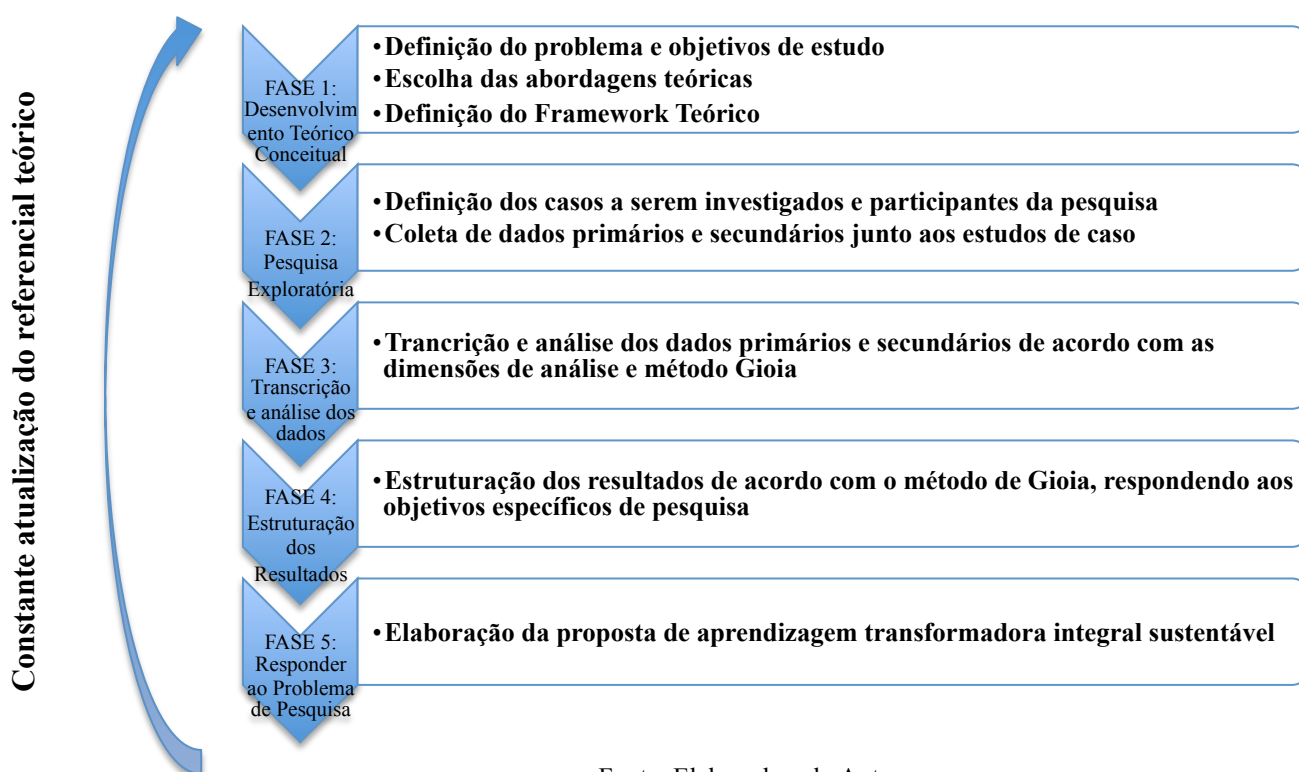 Constante atualização do referencial teórico
FASE 1:
Desenvolvim
ento Teórico
Conceitual
•Definição do problema e objetivos de estudo
•Escolha das abordagens teóricas
•Definição do Framework Teórico
FASE 2:
Pesquisa
Exploratória
•Definição dos casos a serem investigados e participantes da pesquisa
•Coleta de dados primários e secundários junto aos estudos de caso
FASE 3:
Transcrição
e análise dos
dados
•Trancrição e análise dos dados primários e secundários de acordo com as
dimensões de análise e método Gioia
FASE 4:
Estruturação
dos
Resultados
•Estruturação dos resultados de acordo com o método de Gioia, respondendo aos
objetivos específicos de pesquisa
FASE 5:
Responder
ao Problema
de Pesquisa
•Elaboração da proposta de aprendizagem transformadora integral sustentável